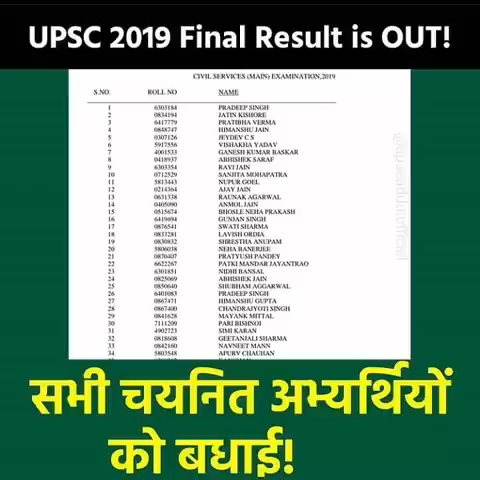 UPSC 2019 Final Result is OUT!
CIVIL SERVICES (MAIN) EXAMINATION,2019
S.NO. ROLL NO NAME
1 6303184 PRADEEP SINGH
2 0834194 JATIN KISHORE
3 6417779 PRATIBHA VERMA
4 0848747 HIMANSHU JAIN
5 0307126 JEYDEV C S
6 5917556 VISHAKHA YADAV
7 4001533 GANESH KUMAR BASKAR
8 0418937 ABHISHEK SARAF
9 6303354 RAVI JAIN
10 0712529 SANJITA MOHAPATRA
11 5813443 NUPUR GOEL
12 0214364 AJAY JAIN
13 0631338 RAUNAK AGARWAL
14 0405090 ANMOL JAIN
15 0515674 BHOSLE NEHA PRAKASH
16 6419694 GUNJAN SINGH
17 0876541 SWATI SHARMA
18 0833281 LAVISH ORDIA
19 0830832 SHRESTHA ANUPAM
20 5806038 NEHA BANERJEE
21 0870407 PRATYUSH PANDEY
22 6622267 PATKI MANDAR JAYANTRAO
23 6301851 NIDHI BANSAL
24 0825069 ABHISHEK JAIN
25 0850640 SHUBHAM AGGARWAL
26 6401083 PRADEEP SINGH
27 0867471 HIMANSHU GUPTA
28 0867400 CHANDRAJYOTI SINGH
29 0841628 MAYANK MITTAL
30 7111209 PARI BISHNOI
31 4902723 SIMI KARAN
32 0818608 GEETANJALI SHARMA
33 0842160 NAVNEET MANN
34 5803548 APURV CHAUHAN
सभी चयनित अभ्यर्थियों
को बधाई!